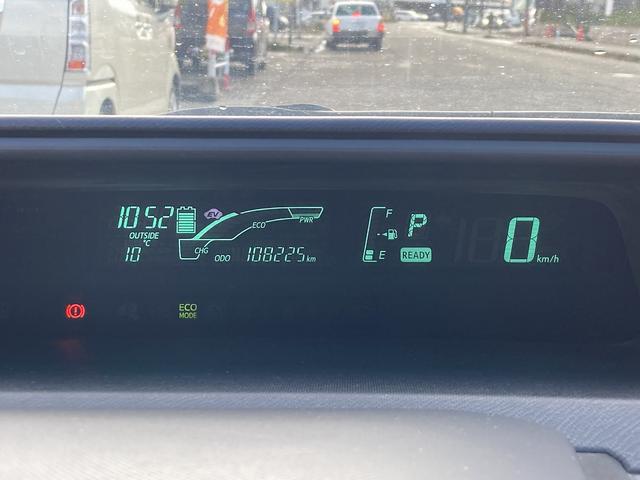 10 52 EV
OUTSIDE
°C
10
CHG ECO PWR
ODO 108225 km
F
E
P
READY
0 km/h
ECO
MODE